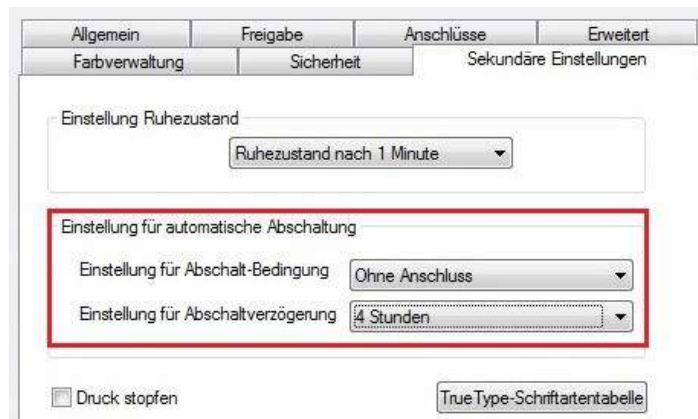 Allgemein Freigabe Anschlüsse Erweitert
Farbverwaltung Sicherheit Sekundäre Einstellungen
Einstellung Ruhezustand
Ruhezustand nach 1 Minute
Einstellung für automatische Abschaltung
Einstellung für Abschalt-Bedingung Ohne Anschluss
Einstellung für Abschaltverzögerung 4 Stunden
Druck stopfen TrueType-Schriftartentabelle